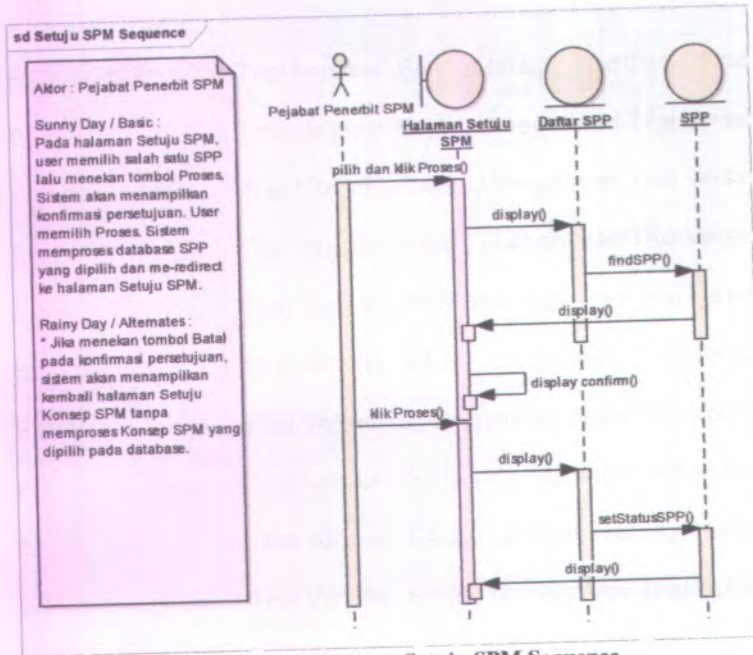 sd Setuju SPM Sequence
Aktor : Pejabat Penerbit SPM
Sunny Day / Basic :
Pada halaman Setuju SPM,
user memilih salah satu SPP
lalu menekan tombol Proses.
Sistem akan menampilkan
konfirmasi persetujuan. User
memilih Proses. Sistem
memproses database SPP
yang dipilih dan me-redirect
ke halaman Setuju SPM.
Rainy Day / Alternates :
* Jika menekan tombol Batal
pada konfirmasi persetujuan,
sistem akan menampilkan
kembali halaman Setuju
Konsep SPM tanpa
memproses Konsep SPM yang
dipilih pada database.
Pejabat Penerbit SPM
Halaman Setuju
SPM
Daftar SPP
SPP
pilih dan klik Proses()
display()
findSPP()
display()
display confirm()
klik Proses()
display()
setStatusSPP()
display()
Setuju SPM Sequence